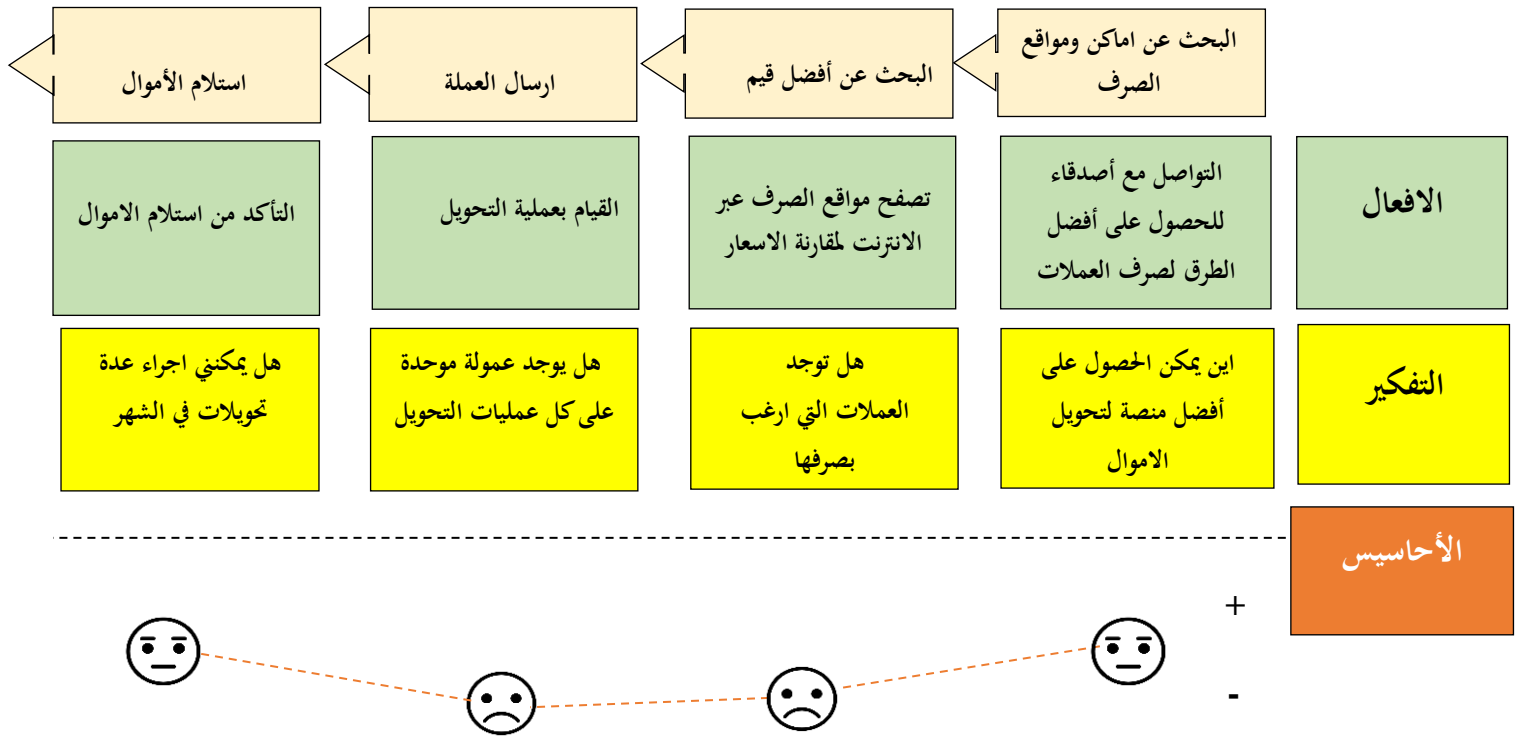 البحث عن اماكن ومواقع
الصرف
البحث عن أفضل قيم
ارسال العملة
استلام الأموال
الافعال
التواصل مع أصدقاء
للحصول على أفضل
الطرق لصرف العملات
تصفح مواقع الصرف عبر
الانترنت لمقارنة الاسعار
القيام بعملية التحويل
التأكد من استلام الاموال
التفكير
اين يمكن الحصول على
أفضل منصة لتحويل
الاموال
هل توجد
العملات التي ارغب
بصرفها
هل يوجد عمولة موحدة
على كل عمليات التحويل
هل يمكنني اجراء عدة
تحويلات في الشهر
الأحاسيس
+
-